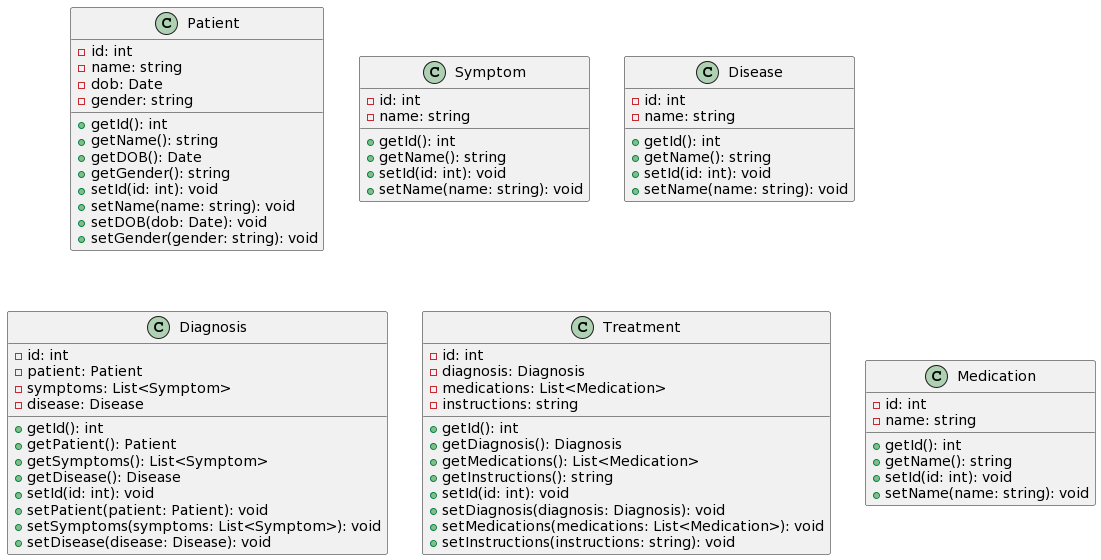 C Patient
id: int
name: string
dob: Date
gender: string
getId(): int
getName(): string
getDOB(): Date
getGender(): string
setId(id: int): void
setName(name: string): void
setDOB(dob: Date): void
setGender(gender: string): void
C Symptom
id: int
name: string
getId(): int
getName(): string
setId(id: int): void
setName(name: string): void
C Disease
id: int
name: string
getId(): int
getName(): string
setId(id: int): void
setName(name: string): void
C Diagnosis
id: int
patient: Patient
symptoms: List<Symptom>
disease: Disease
getId(): int
getPatient(): Patient
getSymptoms(): List<Symptom>
getDisease(): Disease
setId(id: int): void
setPatient(patient: Patient): void
setSymptoms(symptoms: List<Symptom>): void
setDisease(disease: Disease): void
C Treatment
id: int
diagnosis: Diagnosis
medications: List<Medication>
instructions: string
getId(): int
getDiagnosis(): Diagnosis
getMedications(): List<Medication>
getInstructions(): string
setId(id: int): void
setDiagnosis(diagnosis: Diagnosis): void
setMedications(medications: List<Medication>): void
setInstructions(instructions: string): void
C Medication
id: int
name: string
getId(): int
getName(): string
setId(id: int): void
setName(name: string): void